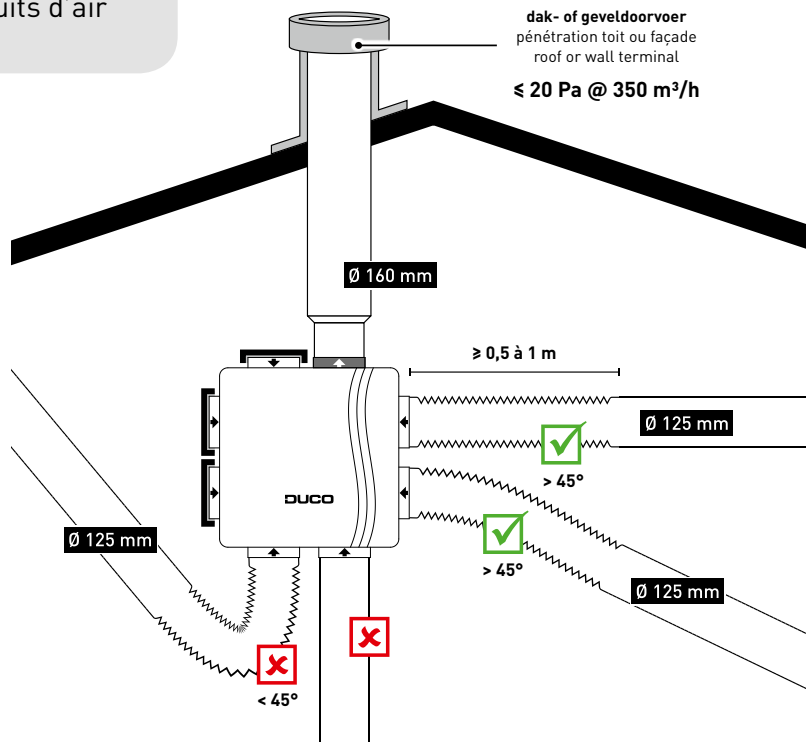 uits d'air
dak- of geveldoorvoer
pénétration toit ou façade
roof or wall terminal
⩽ 20 Pa @ 350 m³/h
Ø 160 mm
⩾ 0,5 à 1 m
Ø 125 mm
> 45°
DUCO
Ø 125 mm
> 45°
Ø 125 mm
< 45°